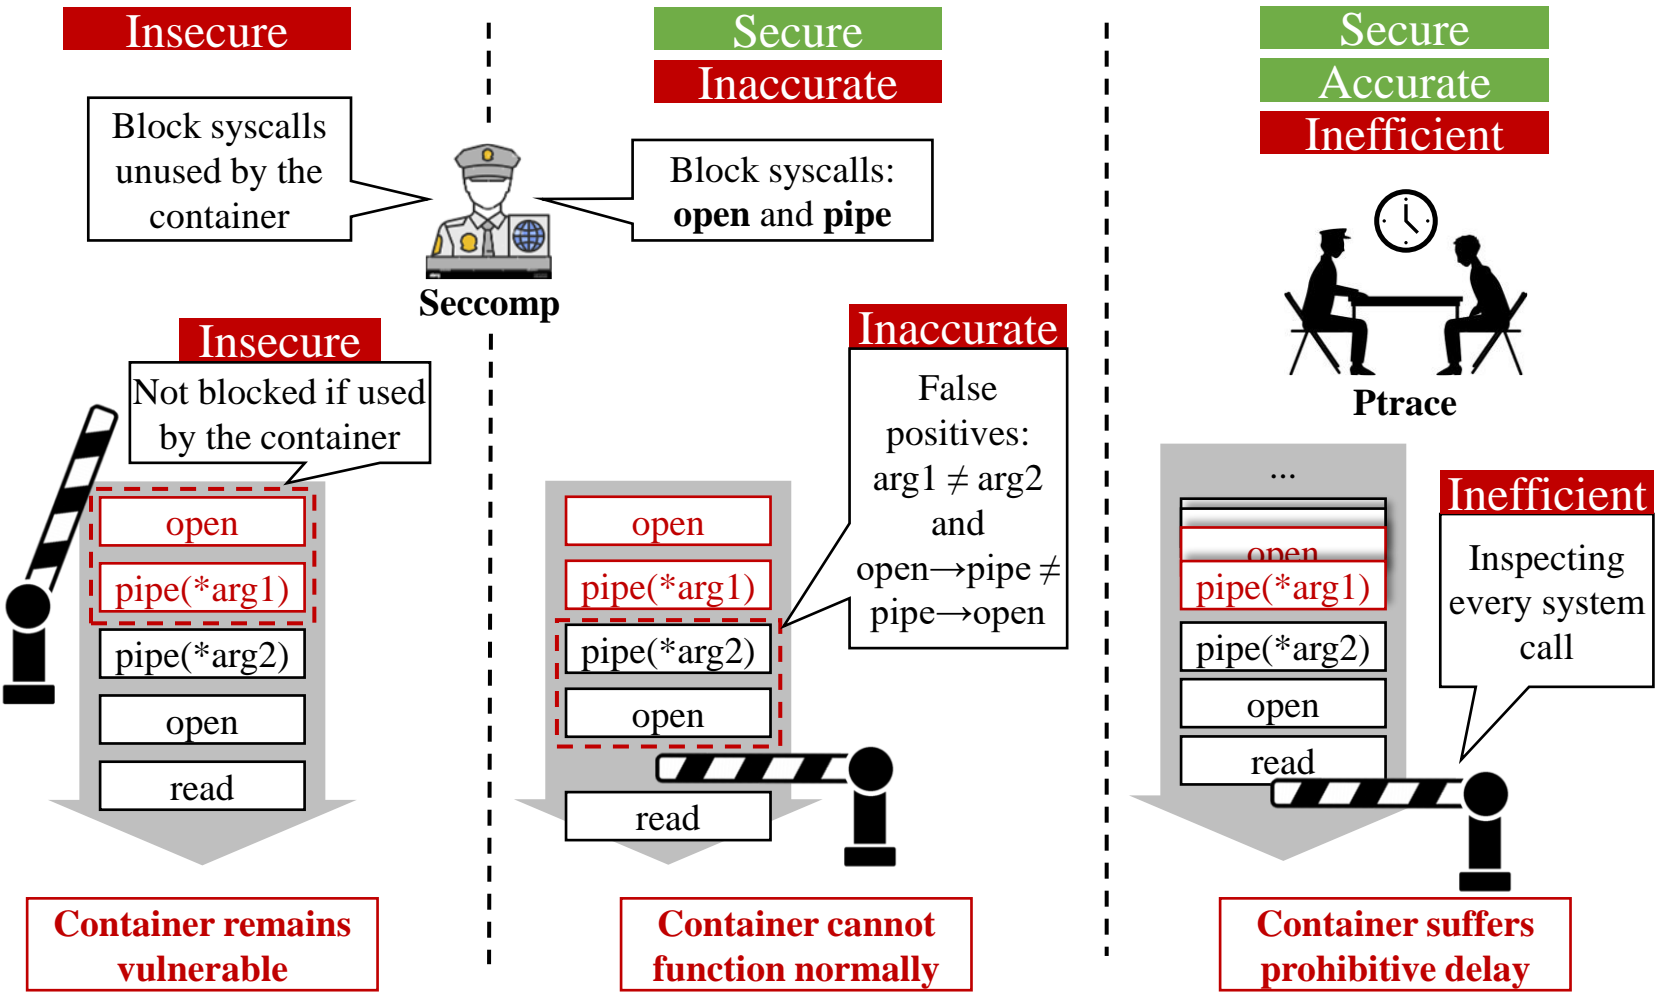 Insecure
Block syscalls
unused by the
container
Secure
Inaccurate
Block syscalls:
open and pipe
Seccomp
Insecure
Not blocked if used
by the container
open
pipe(*arg1)
pipe(*arg2)
open
read
Container remains
vulnerable
Inaccurate
False
positives:
arg1 ≠ arg2
and
open→pipe ≠
pipe→open
open
pipe(*arg1)
pipe(*arg2)
open
read
Container cannot
function normally
Secure
Accurate
Inefficient
Ptrace
...
open
pipe(*arg1)
pipe(*arg2)
open
read
Inefficient
Inspecting
every system
call
Container suffers
prohibitive delay